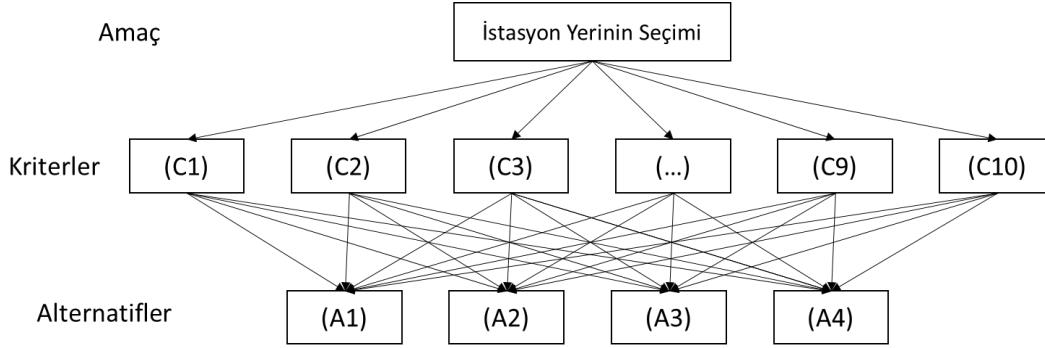 Amaç
İstasyon Yerinin Seçimi
Kriterler
(C1)
(C2)
(C3)
(...)
(C9)
(C10)
Alternatifler
(A1)
(A2)
(A3)
(A4)